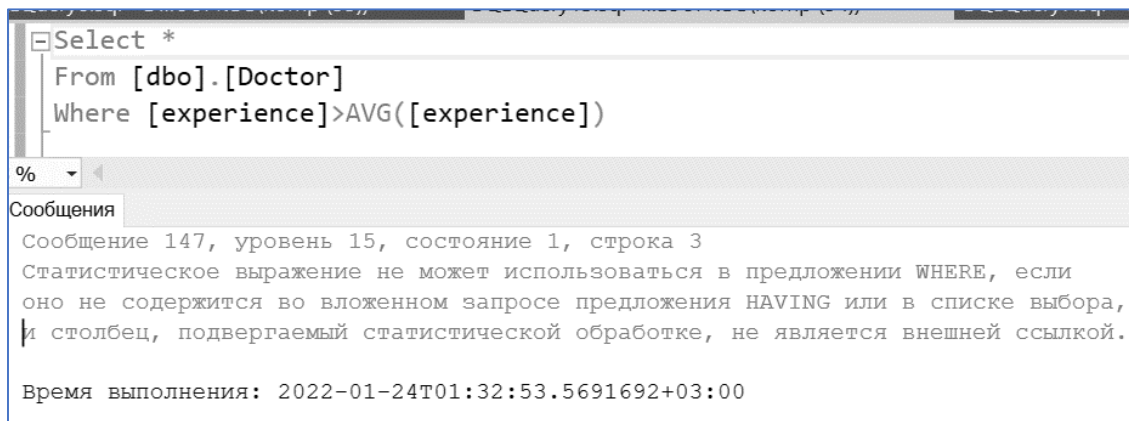 Select *
From [dbo].[Doctor]
Where [experience]>AVG([experience])
%
Сообщения
Сообщение 147, уровень 15, состояние 1, строка 3
Статистическое выражение не может использоваться в предложении WHERE, если
оно не содержится во вложенном запросе предложения HAVING или в списке выбора,
и столбец, подвергаемый статистической обработке, не является внешней ссылкой.
Время выполнения: 2022-01-24T01:32:53.5691692+03:00